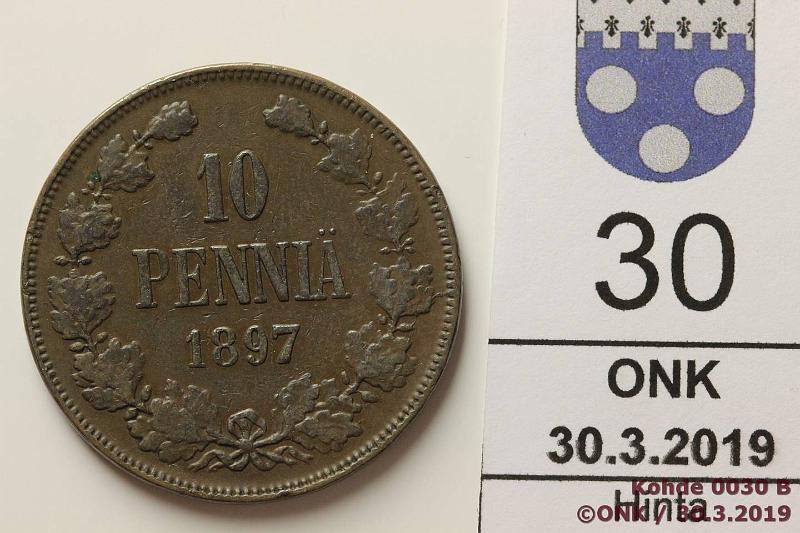 10
PENNIÄ
1897
30
ONK
30.3.2019
Hinta
Kohde 0030 B
©ONK / 30.3.2019